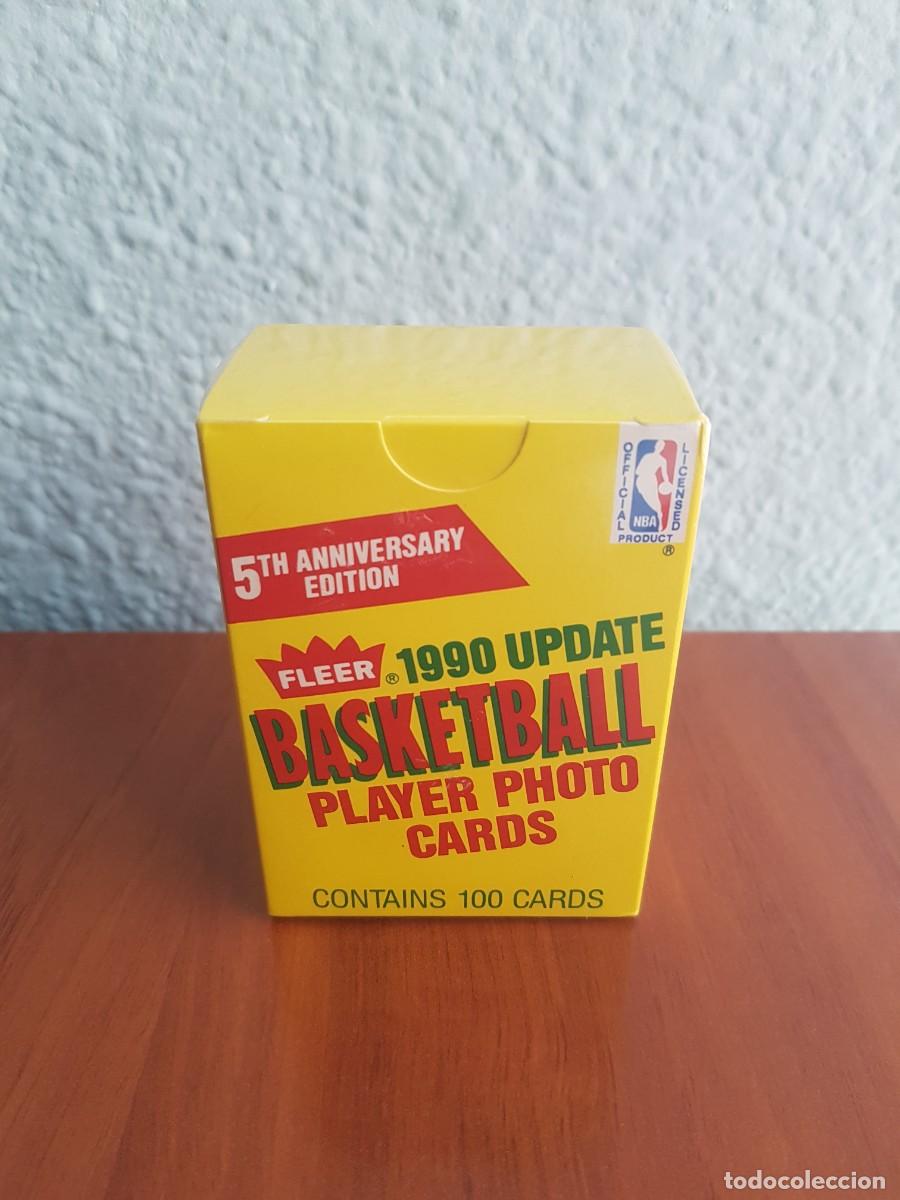 OFFICIAL
LICENSED
NBA
PRODUCT
®
5TH ANNIVERSARY
EDITION
FLEER ® 1990 UPDATE
BASKETBALL
PLAYER PHOTO
CARDS
CONTAINS 100 CARDS
todocoleccion